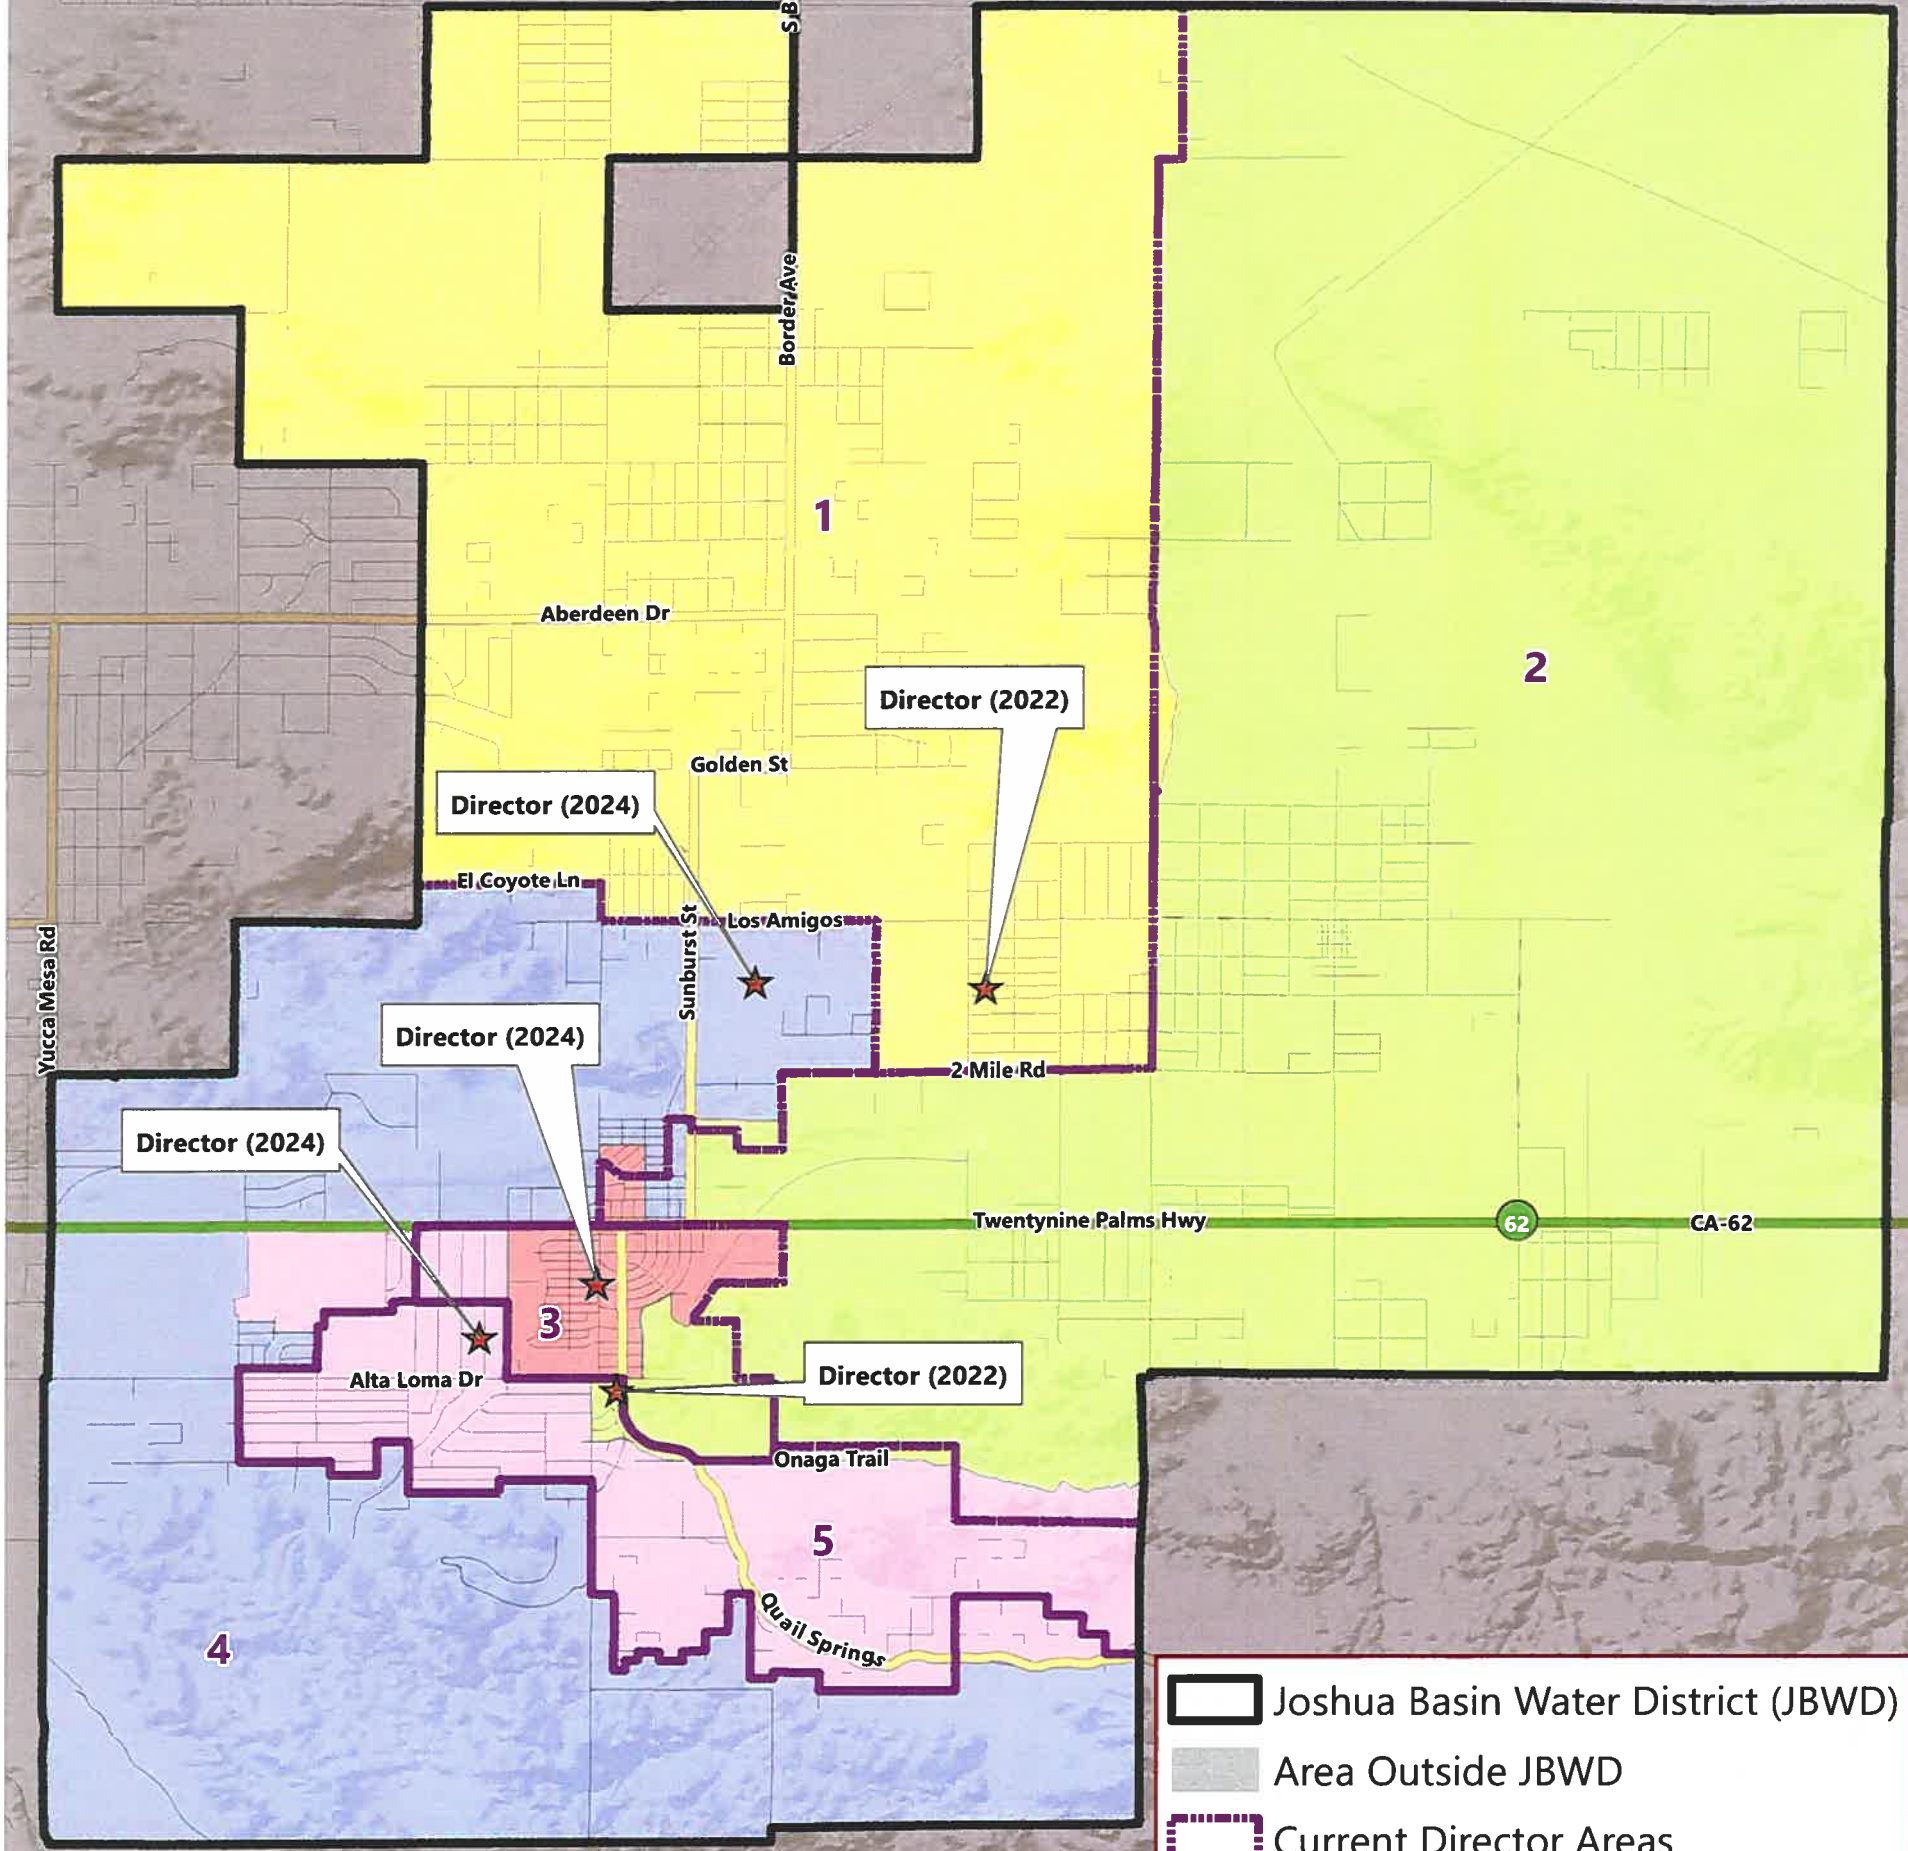 S B
Border Ave
1
Aberdeen Dr
2
Director (2022)
Golden St
Director (2024)
El Coyote Ln
Los Amigos
Sunburst St
Yucca Mesa Rd
Director (2024)
2 Mile Rd
Director (2024)
Twentynine Palms Hwy
62
CA-62
3
Alta Loma Dr
Director (2022)
Onaga Trail
5
Quail Springs
4
Joshua Basin Water District (JBWD)
Area Outside JBWD
Current Director Areas